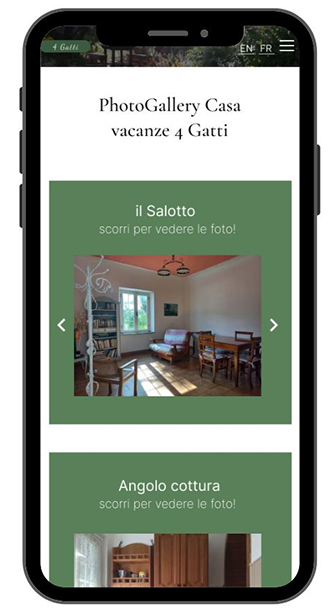 4 Gatti
EN FR
PhotoGallery Casa
vacanze 4 Gatti
il Salotto
scorri per vedere le foto!
Angolo cottura
scorri per vedere le foto!